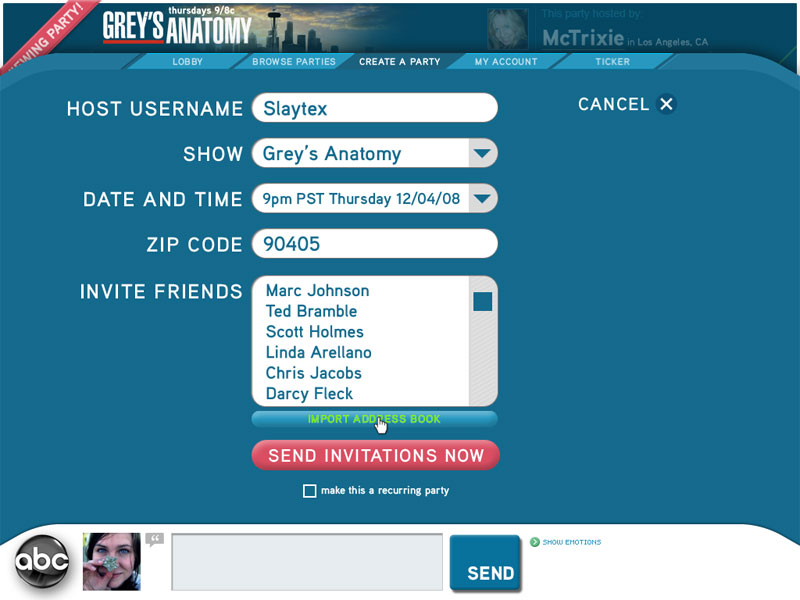 EWING PARTY!
thursdays 9/8c
GREY'S ANATOMY
This party hosted by:
McTrixie in Los Angeles, CA
LOBBY
BROWSE PARTIES
CREATE A PARTY
MY ACCOUNT
TICKER
HOST USERNAME
Slaytex
CANCEL X
SHOW
Grey's Anatomy
DATE AND TIME
9pm PST Thursday 12/04/08
ZIP CODE
90405
INVITE FRIENDS
Marc Johnson
Ted Bramble
Scott Holmes
Linda Arellano
Chris Jacobs
Darcy Fleck
IMPORT ADDRESS BOOK
SEND INVITATIONS NOW
make this a recurring party
abc
“
SEND
SHOW EMOTIONS